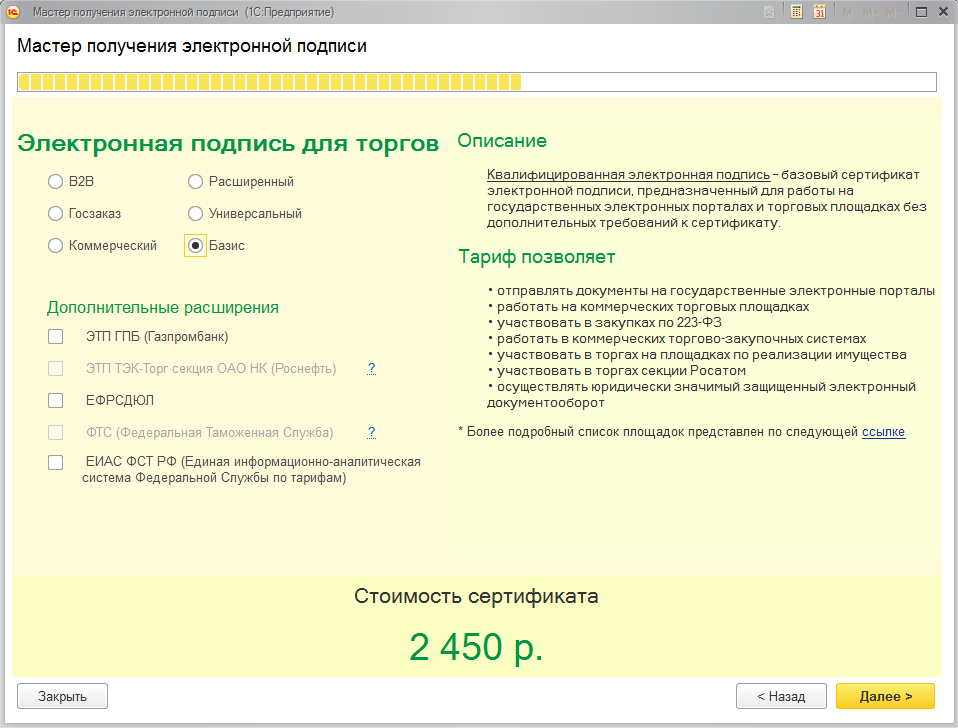 Мастер получения электронной подписи (1С:Предприятие)
31
M M+ M-
Мастер получения электронной подписи
Электронная подпись для торгов
B2B
Расширенный
Госзаказ
Универсальный
Коммерческий
Базис
Дополнительные расширения
ЭТП ГПБ (Газпромбанк)
ЭТП ТЭК-Торг секция ОАО НК (Роснефть) ?
ЕФРСДЮЛ
ФТС (Федеральная Таможенная Служба) ?
ЕИАС ФСТ РФ (Единая информационно-аналитическая
система Федеральной Службы по тарифам)
Описание
Квалифицированная электронная подпись - базовый сертификат
электронной подписи, предназначенный для работы на
государственных электронных порталах и торговых площадках без
дополнительных требований к сертификату.
Тариф позволяет
• отправлять документы на государственные электронные порталы
• работать на коммерческих торговых площадках
• участвовать в закупках по 223-ФЗ
• работать в коммерческих торгово-закупочных системах
• участвовать в торгах на площадках по реализации имущества
• участвовать в торгах секции Росатом
• осуществлять юридически значимый защищенный электронный
документооборот
* Более подробный список площадок представлен по следующей ссылке
Стоимость сертификата
2 450 р.
Закрыть
< Назад
Далее >